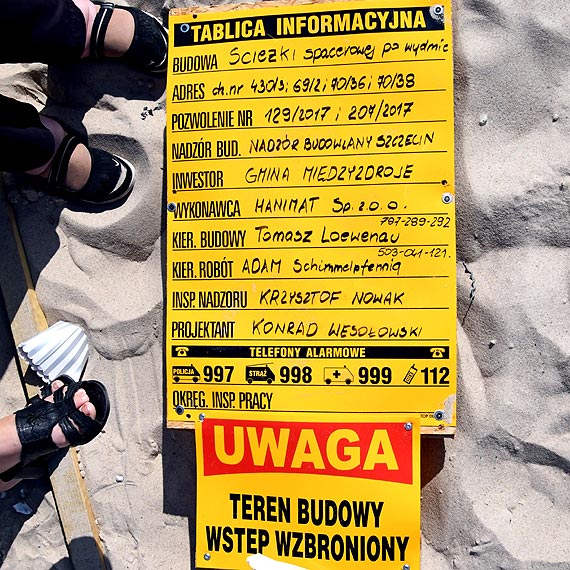 TABLICA INFORMACYJNA
BUDOWA Ścieżki spacerowej po wydmie
ADRES dz.nr 430/3; 69/2; 70/36; 70/38
POZWOLENIE NR 129/2017 ; 207/2017
NADZÓR BUD. NADZÓR BUDOWLANY SZCZECIN
INWESTOR GMINA MIĘDZYZDROJE
WYKONAWCA HANIMAT Sp. z o. o.
797-289-292
KIER. BUDOWY Tomasz Loewenau
503-041-121.
KIER. ROBÓT ADAM Schimmelpfennig
INSP. NADZORU KRZYSZTOF NOWAK
PROJEKTANT KONRAD WESOŁOWSKI
TELEFONY ALARMOWE
POLICJA 997 STRAŻ 998 999 112
OKRĘG. INSP. PRACY
UWAGA
TEREN BUDOWY
WSTĘP WZBRONIONY